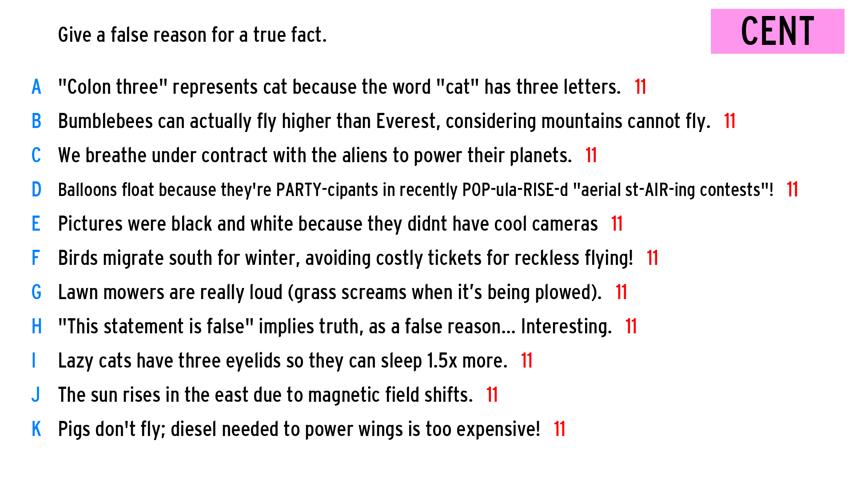 Give a false reason for a true fact.
CENT
A "Colon three" represents cat because the word "cat" has three letters. 11
B Bumblebees can actually fly higher than Everest, considering mountains cannot fly. 11
C We breathe under contract with the aliens to power their planets. 11
D Balloons float because they're PARTY-cipants in recently POP-ula-RISE-d "aerial st-AIR-ing contests"! 11
E Pictures were black and white because they didnt have cool cameras 11
F Birds migrate south for winter, avoiding costly tickets for reckless flying! 11
G Lawn mowers are really loud (grass screams when it’s being plowed). 11
H "This statement is false" implies truth, as a false reason... Interesting. 11
I Lazy cats have three eyelids so they can sleep 1.5x more. 11
J The sun rises in the east due to magnetic field shifts. 11
K Pigs don't fly; diesel needed to power wings is too expensive! 11